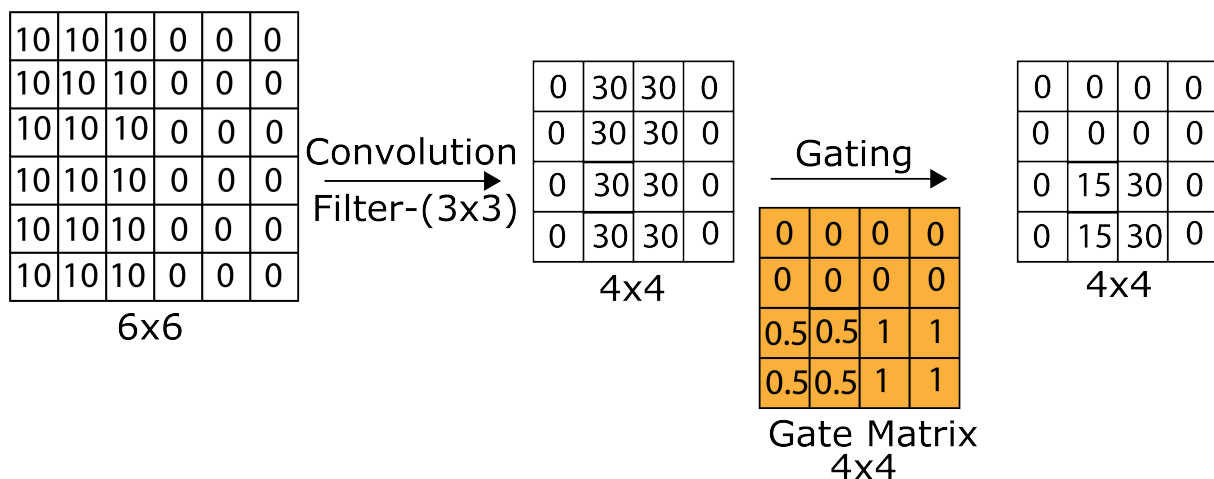 10 10 10 0 0 0
10 10 10 0 0 0
10 10 10 0 0 0
10 10 10 0 0 0
10 10 10 0 0 0
10 10 10 0 0 0
6x6
Convolution
Filter-(3x3)
0 30 30 0
0 30 30 0
0 30 30 0
0 30 30 0
4x4
Gating
0 0 0 0
0 0 0 0
0.5 0.5 1 1
0.5 0.5 1 1
Gate Matrix
4x4
0 0 0 0
0 0 0 0
0 15 30 0
0 15 30 0
4x4